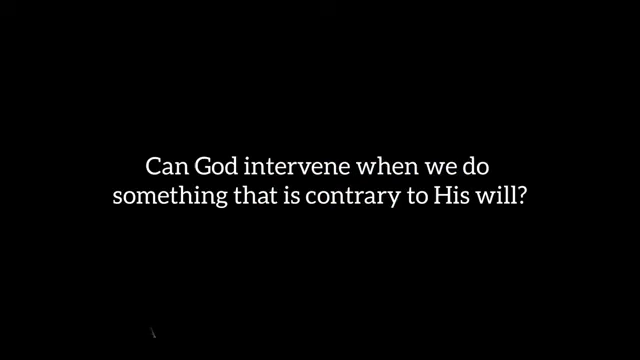 Can God intervene when we do
something that is contrary to His will?